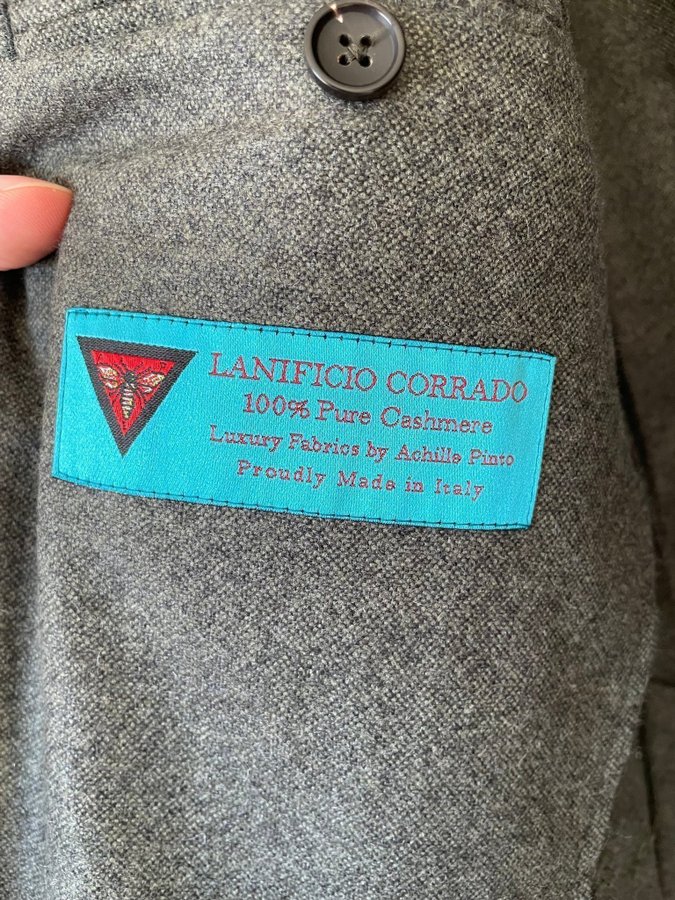 LANIFICIO CORRADO
100% Pure Cashmere
Luxury Fabrics by Achille Pinto
Proudly Made in Italy